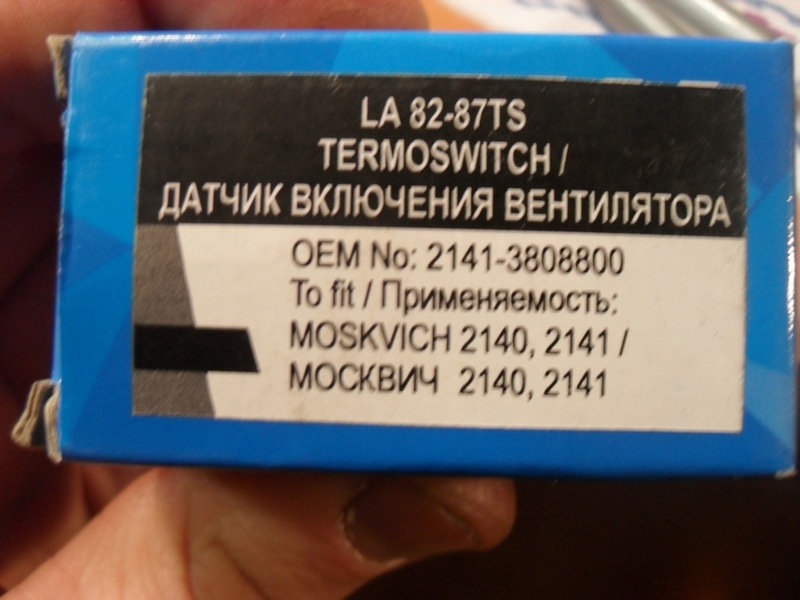 LA 82-87TS
TERMOSWITCH /
ДАТЧИК ВКЛЮЧЕНИЯ ВЕНТИЛЯТОРА
OEM No: 2141-3808800
To fit / Применяемость:
MOSKVICH 2140, 2141 /
МОСКВИЧ 2140, 2141